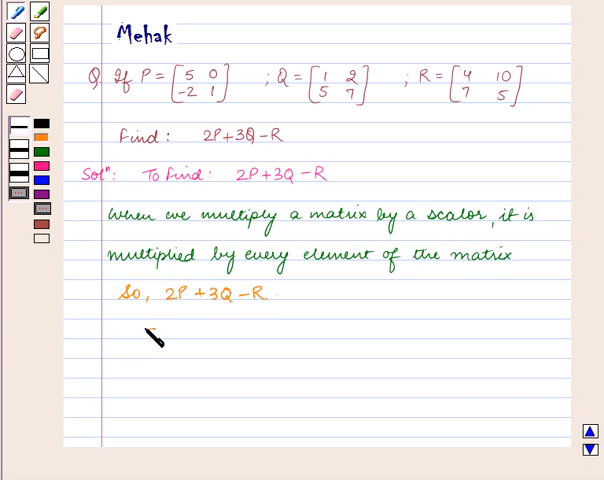 Mehak
Q. If P = [5 0; -2 1] ; Q = [1 2; 5 7] ; R = [4 10; 7 5]
Find: 2P+3Q-R
Solⁿ: To Find: 2P+3Q-R
When we multiply a matrix by a scalor, it is
multiplied by every element of the matrix
So, 2P+3Q-R